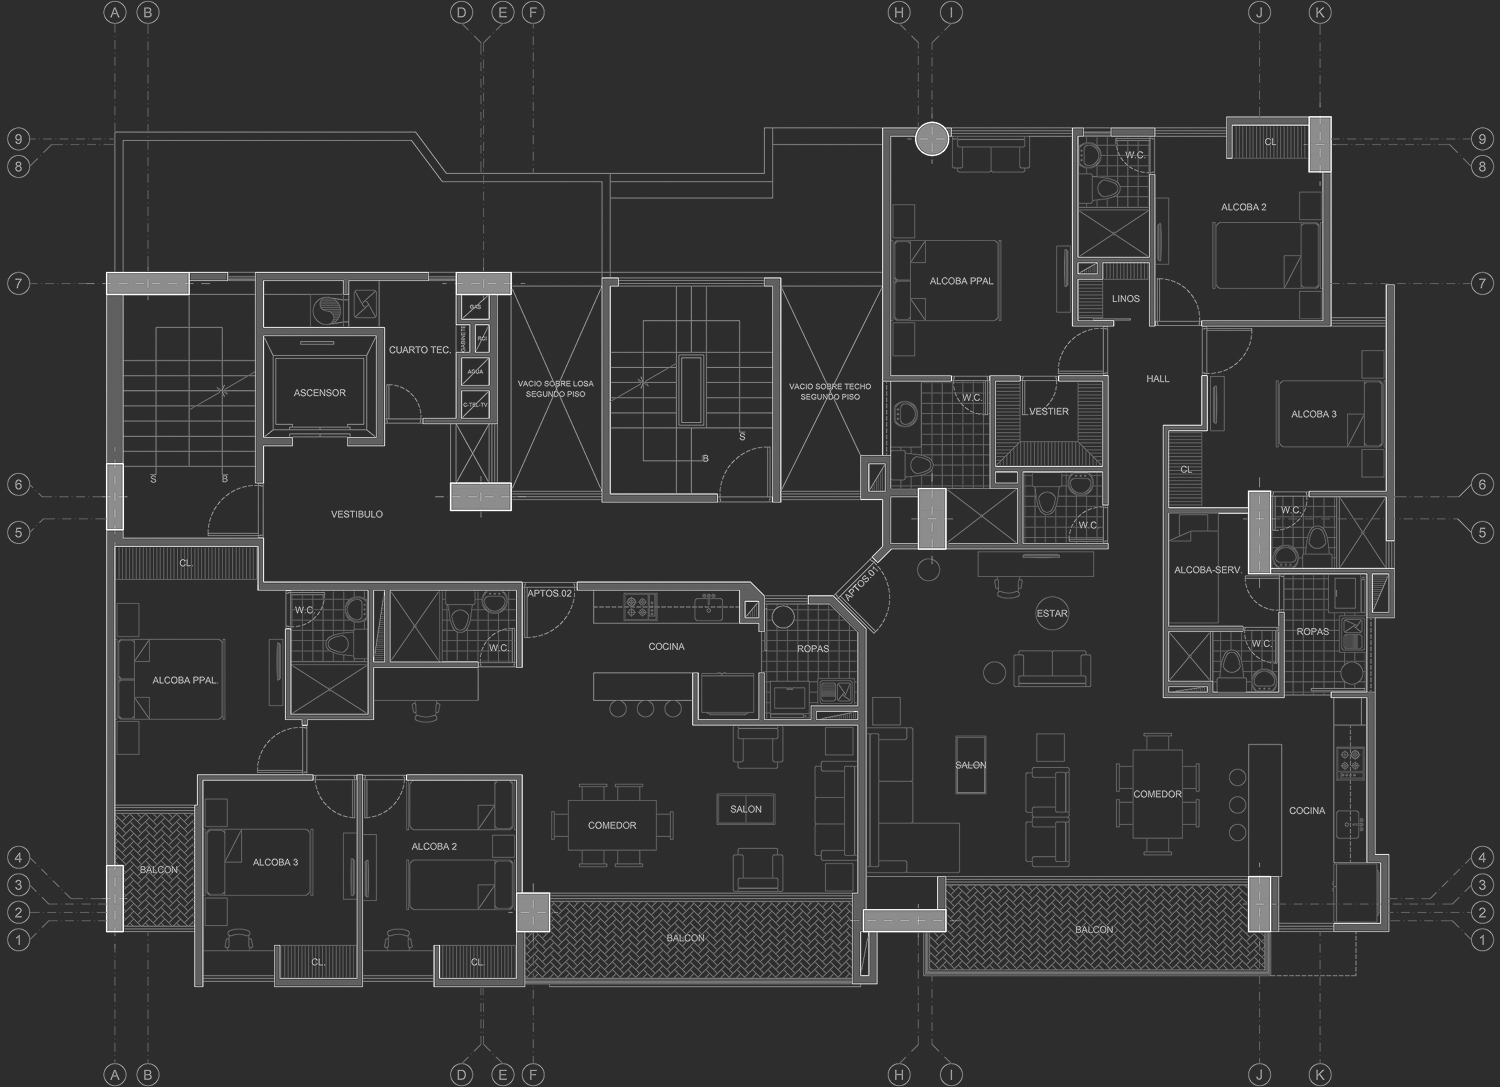 A B D E F H I J K
9 9
8 8
CL
W.C.
ALCOBA 2
7 7
ALCOBA PPAL
LINOS
GAS
GABINETE
RCI
CUARTO TEC.
AGUA
C-TEL-TV
ASCENSOR
VACIO SOBRE LOSA
SEGUNDO PISO
VACIO SOBRE TECHO
SEGUNDO PISO
HALL
W.C.
VESTIER
ALCOBA 3
S
B
S
B
CL
6 6
VESTIBULO
W.C.
W.C.
5 5
CL.
APTOS.01
ALCOBA-SERV.
APTOS.02
W.C.
ESTAR
ROPAS
W.C.
COCINA
ROPAS
W.C.
ALCOBA PPAL.
SALON
COMEDOR
SALON
COCINA
COMEDOR
ALCOBA 2
ALCOBA 3
BALCON
4 4
3 3
2 2
1 1
BALCON
BALCON
CL.
CL.
A B D E F H I J K